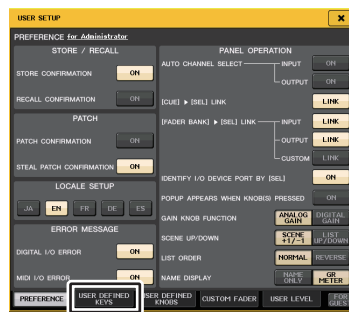 USER SETUP
PREFERENCE for Administrator
STORE / RECALL
STORE CONFIRMATION ON
RECALL CONFIRMATION ON
PATCH
PATCH CONFIRMATION ON
STEAL PATCH CONFIRMATION ON
LOCALE SETUP
JA EN FR DE ES
ERROR MESSAGE
DIGITAL I/O ERROR ON
MIDI I/O ERROR ON
PANEL OPERATION
AUTO CHANNEL SELECT INPUT ON
OUTPUT ON
[CUE] ▶ [SEL] LINK LINK
[FADER BANK] ▶ [SEL] LINK INPUT LINK
OUTPUT LINK
CUSTOM LINK
IDENTIFY I/O DEVICE PORT BY [SEL] ON
POPUP APPEARS WHEN KNOB(S) PRESSED ON
GAIN KNOB FUNCTION ANALOG GAIN DIGITAL GAIN
SCENE UP/DOWN SCENE +1/-1 LIST UP/DOWN
LIST ORDER NORMAL REVERSE
NAME DISPLAY NAME ONLY GR METER
PREFERENCE USER DEFINED KEYS USER DEFINED KNOBS CUSTOM FADER USER LEVEL FOR GUEST